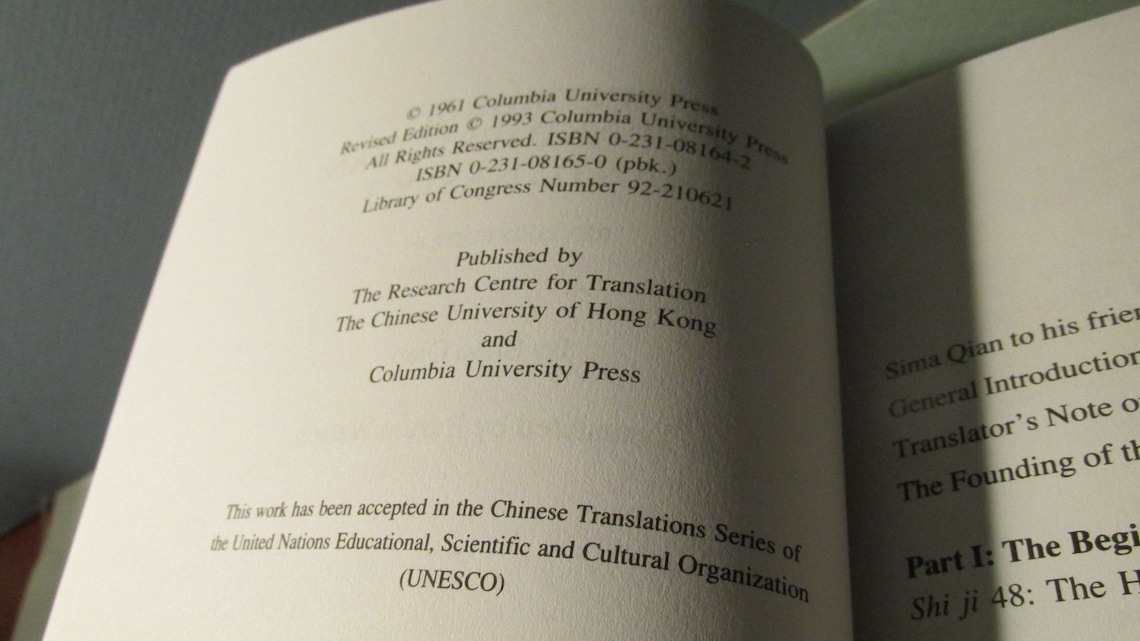 © 1961 Columbia University Press
Revised Edition © 1993 Columbia University Press
All Rights Reserved. ISBN 0-231-08164-2
ISBN 0-231-08165-0 (pbk.)
Library of Congress Number 92-210621
Published by
The Research Centre for Translation
The Chinese University of Hong Kong
and
Columbia University Press
This work has been accepted in the Chinese Translations Series of
the United Nations Educational, Scientific and Cultural Organization
(UNESCO)
Sima Qian to his
General Introduction
Translator's Note
The Founding of
Part I: The
Shi ji 48: The